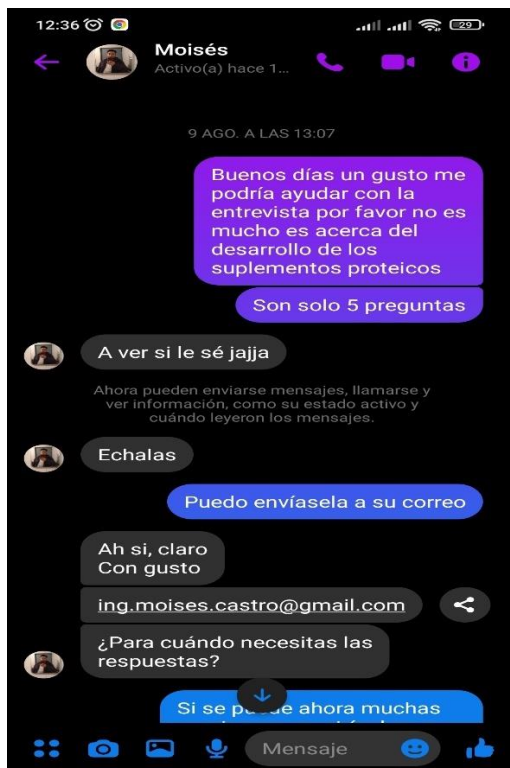 12:36
29
Moisés
Activo(a) hace 1...
9 AGO. A LAS 13:07
Buenos días un gusto me
podría ayudar con la
entrevista por favor no es
mucho es acerca del
desarrollo de los
suplementos proteicos
Son solo 5 preguntas
A ver si le sé jajja
Ahora pueden enviarse mensajes, llamarse y
ver información, como su estado activo y
cuándo leyeron los mensajes.
Echalas
Puedo envíasela a su correo
Ah si, claro
Con gusto
ing.moises.castro@gmail.com
¿Para cuándo necesitas las
respuestas?
Si se ahora muchas
Mensaje